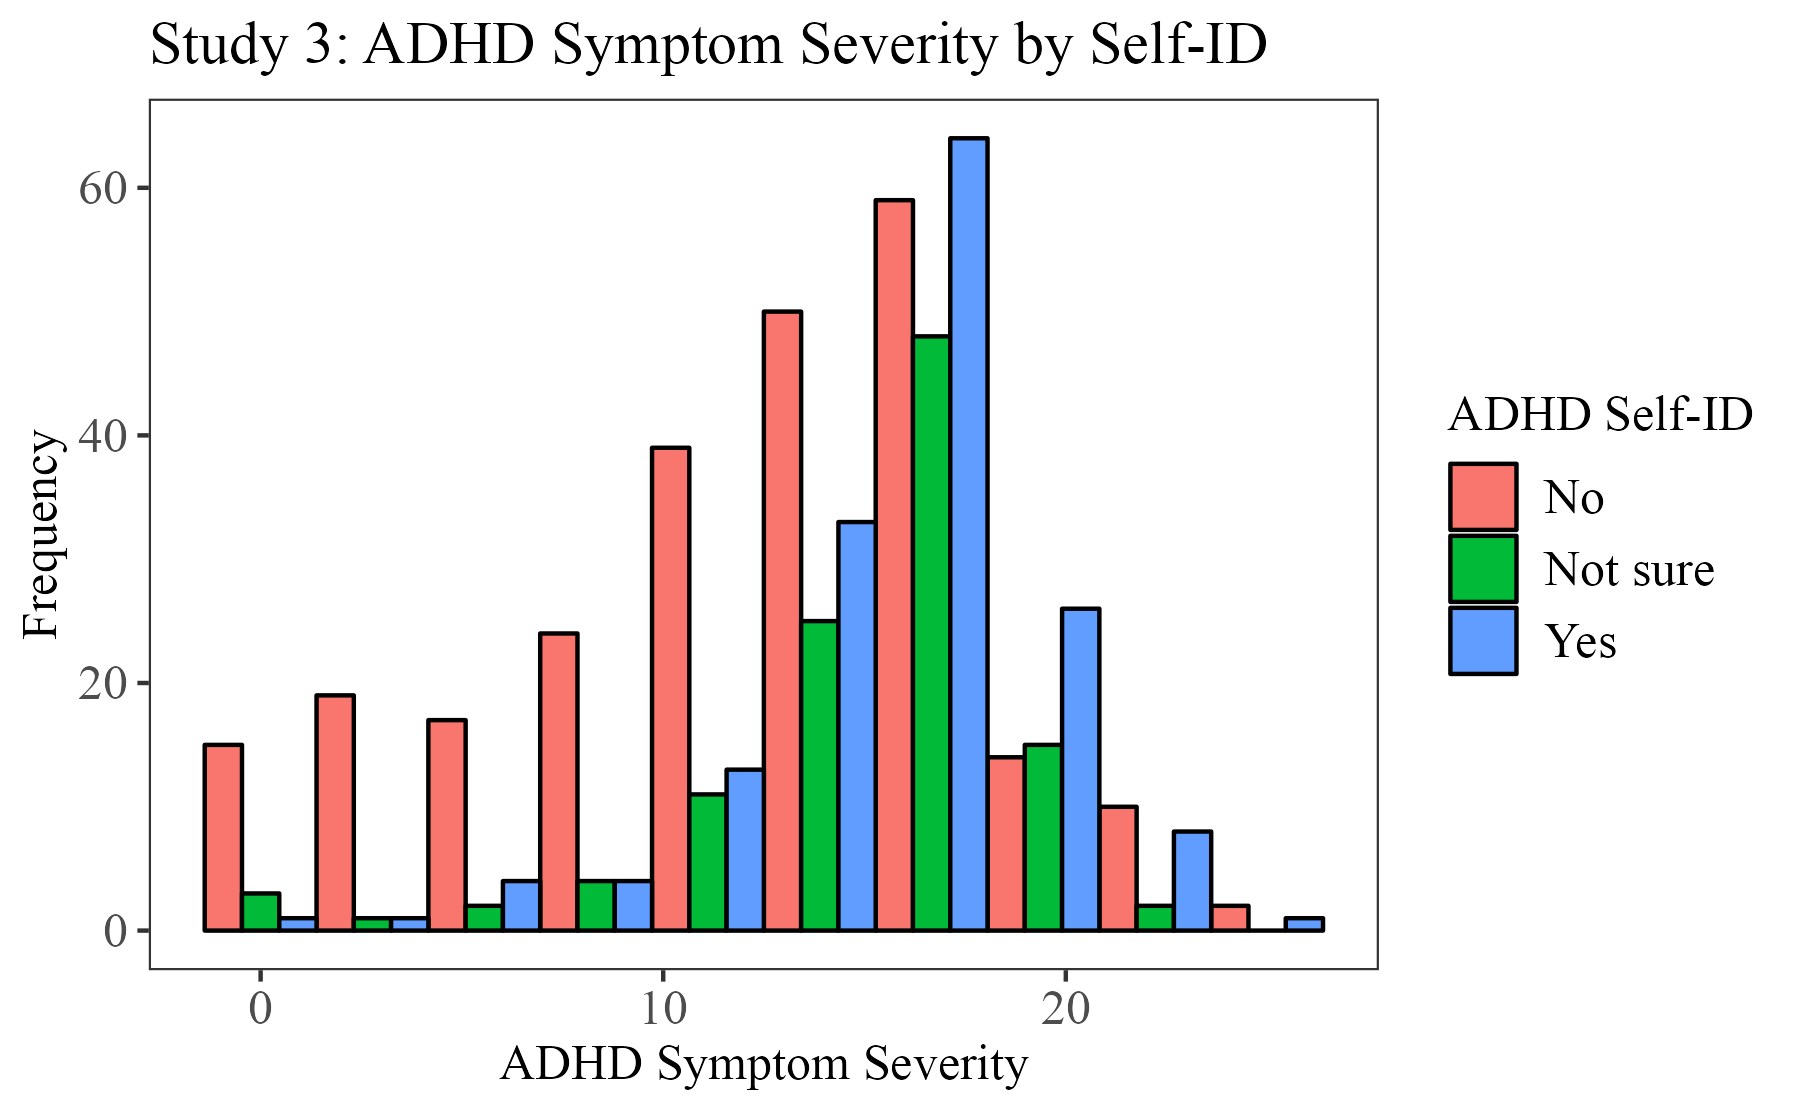 Study 3: ADHD Symptom Severity by Self-ID
60
40
20
0
Frequency
0 10 20
ADHD Symptom Severity
ADHD Self-ID
No
Not sure
Yes